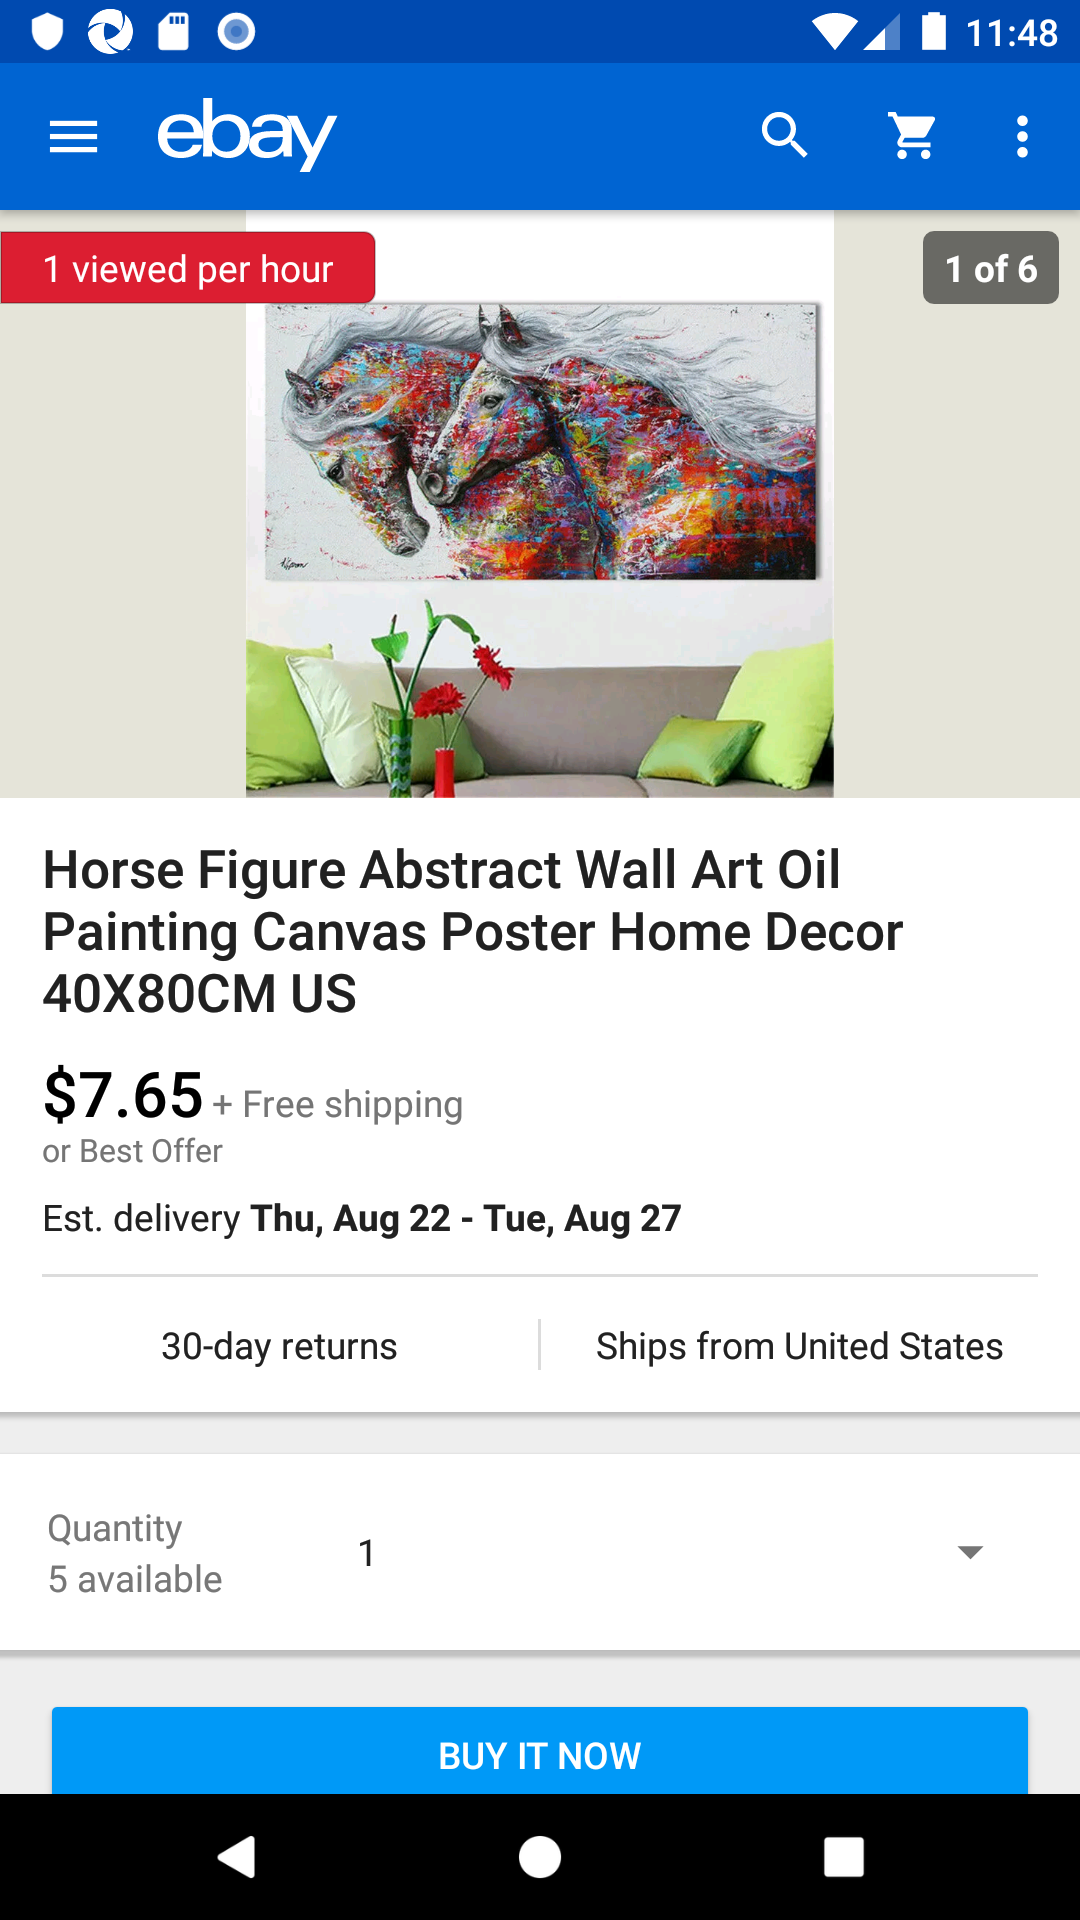 11:48
ebay
1 viewed per hour
1 of 6
Horse Figure Abstract Wall Art Oil
Painting Canvas Poster Home Decor
40X80CM US
$7.65 + Free shipping
or Best Offer
Est. delivery Thu, Aug 22 - Tue, Aug 27
30-day returns
Ships from United States
Quantity
5 available
1
BUY IT NOW